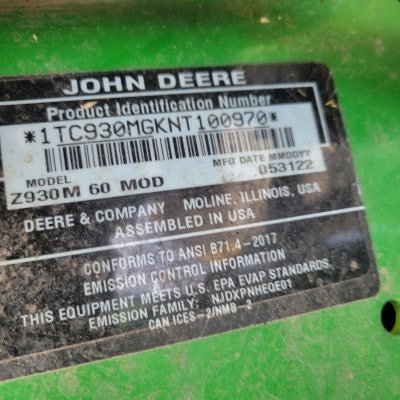 JOHN DEERE
Product Identification Number
*1TC930MGKNT100970*
MODEL MFG DATE MMDDYY
Z930M 60 MOD 053122
DEERE & COMPANY MOLINE, ILLINOIS, USA
ASSEMBLED IN USA
CONFORMS TO ANSI B71.4-2017
EMISSION CONTROL INFORMATION
THIS EQUIPMENT MEETS U.S. EPA EVAP STANDARDS.
EMISSION FAMILY: NJDXPNHEQE01
CAN ICES-2/NMB-2